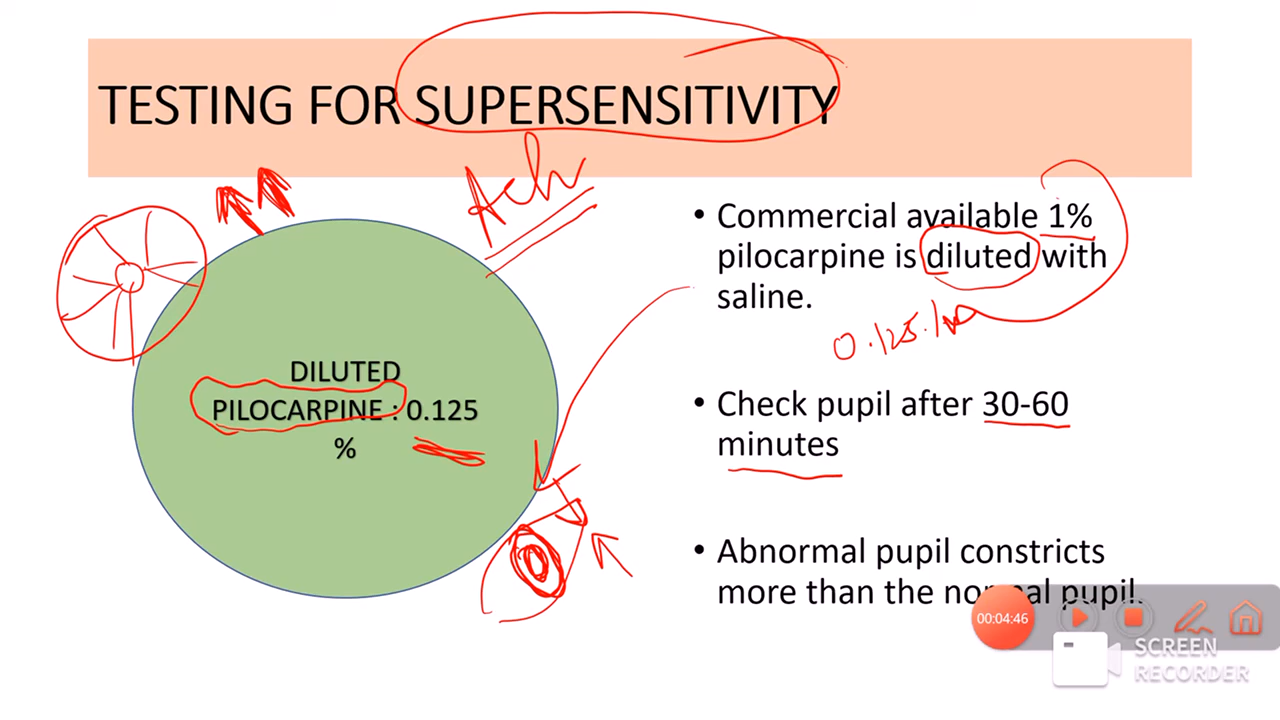 TESTING FOR SUPERSENSITIVITY
Ach
DILUTED
PILOCARPINE : 0.125
%
• Commercial available 1%
pilocarpine is diluted with
saline.
0.125%
• Check pupil after 30-60
minutes
• Abnormal pupil constricts
more than the normal pupil.
00:04:46
SCREEN
RECORDER